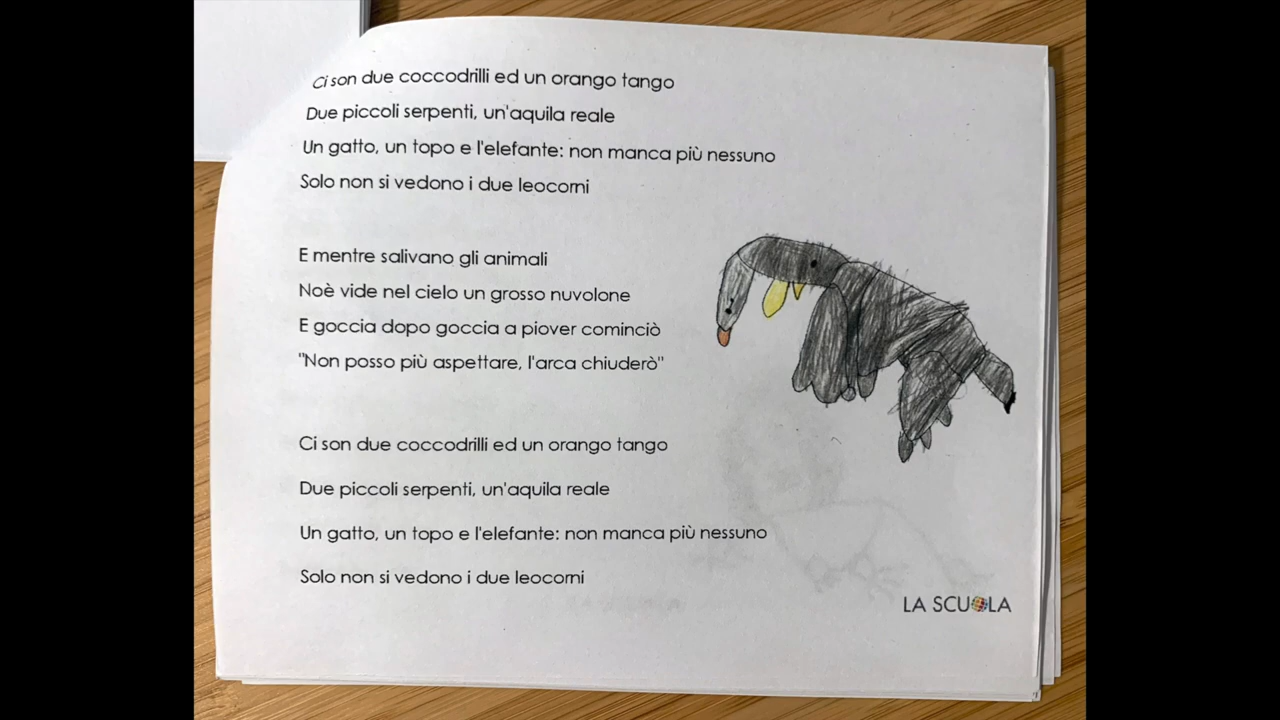 Ci son due coccodrilli ed un orango tango
Due piccoli serpenti, un'aquila reale
Un gatto, un topo e l'elefante: non manca più nessuno
Solo non si vedono i due leocorni
E mentre salivano gli animali
Noè vide nel cielo un grosso nuvolone
E goccia dopo goccia a piover cominciò
"Non posso più aspettare, l'arca chiuderò"
Ci son due coccodrilli ed un orango tango
Due piccoli serpenti, un'aquila reale
Un gatto, un topo e l'elefante: non manca più nessuno
Solo non si vedono i due leocorni
LA SCUOLA